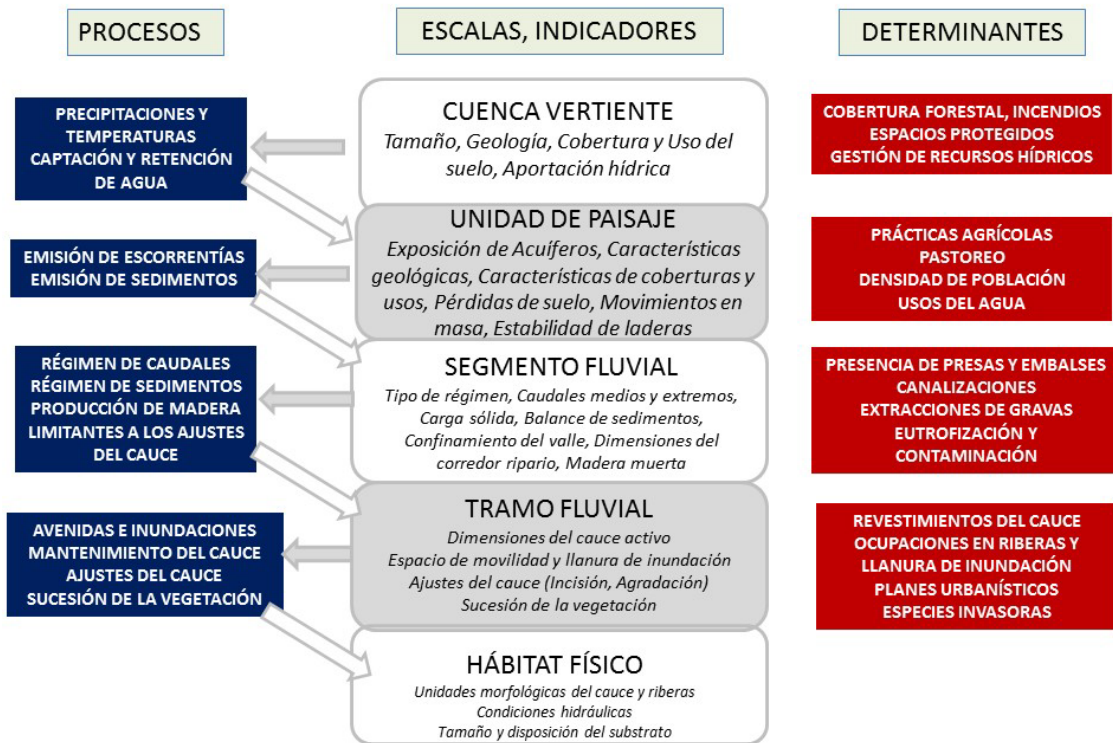 PROCESOS
ESCALAS, INDICADORES
DETERMINANTES
PRECIPITACIONES Y
TEMPERATURAS
CAPTACIÓN Y RETENCIÓN
DE AGUA
CUENCA VERTIENTE
Tamaño, Geología, Cobertura y Uso del
suelo, Aportación hídrica
COBERTURA FORESTAL, INCENDIOS
ESPACIOS PROTEGIDOS
GESTIÓN DE RECURSOS HÍDRICOS
EMISIÓN DE ESCORRENTÍAS
EMISIÓN DE SEDIMENTOS
UNIDAD DE PAISAJE
Exposición de Acuíferos, Características
geológicas, Características de coberturas y
usos, Pérdidas de suelo, Movimientos en
masa, Estabilidad de laderas
PRÁCTICAS AGRÍCOLAS
PASTOREO
DENSIDAD DE POBLACIÓN
USOS DEL AGUA
RÉGIMEN DE CAUDALES
RÉGIMEN DE SEDIMENTOS
PRODUCCIÓN DE MADERA
LIMITANTES A LOS AJUSTES
DEL CAUCE
SEGMENTO FLUVIAL
Tipo de régimen, Caudales medios y extremos,
Carga sólida, Balance de sedimentos,
Confinamiento del valle, Dimensiones del
corredor ripario, Madera muerta
PRESENCIA DE PRESAS Y EMBALSES
CANALIZACIONES
EXTRACCIONES DE GRAVAS
EUTROFIZACIÓN Y
CONTAMINACIÓN
AVENIDAS E INUNDACIONES
MANTENIMIENTO DEL CAUCE
AJUSTES DEL CAUCE
SUCESIÓN DE LA VEGETACIÓN
TRAMO FLUVIAL
Dimensiones del cauce activo
Espacio de movilidad y llanura de inundación
Ajustes del cauce (Incisión, Agradación)
Sucesión de la vegetación
REVESTIMIENTOS DEL CAUCE
OCUPACIONES EN RIBERAS Y
LLANURA DE INUNDACIÓN
PLANES URBANÍSTICOS
ESPECIES INVASORAS
HÁBITAT FÍSICO
Unidades morfológicas del cauce y riberas
Condiciones hidráulicas
Tamaño y disposición del substrato